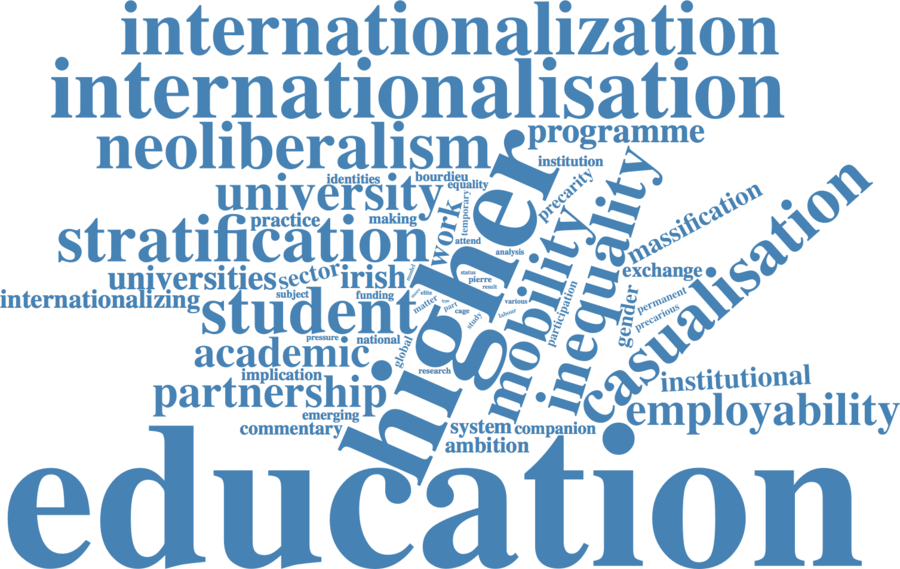 internationalization
internationalisation
neoliberalism
programme
institution
identities
bourdieu
equality
university
work
temporary
higher
precarity
inequality
practice
making
stratification
attend
analysis
mobility
massification
casualisation
universities
sector
irish
status
pierre
result
exchange
internationalizing
subject
funding
model
elite
matter
part
cage
study
various
labour
participation
gender
permanent
precarious
student
pressure
national
global
academic
research
implication
partnership
institutional
emerging
employability
commentary
system
companion
ambition
education